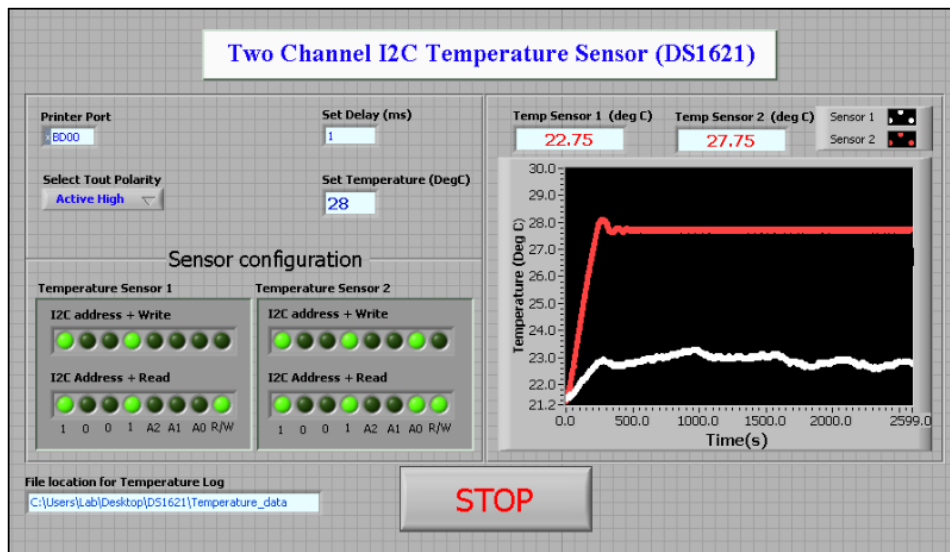 Two Channel I2C Temperature Sensor (DS1621)
Printer Port
BD00
Set Delay (ms)
1
Select Tout Polarity
Active High
Set Temperature (DegC)
28
Sensor configuration
Temperature Sensor 1
I2C address + Write
I2C Address + Read
1 0 0 1 A2 A1 A0 R/W
Temperature Sensor 2
I2C address + Write
I2C Address + Read
1 0 0 1 A2 A1 A0 R/W
File location for Temperature Log
C:\Users\Lab\Desktop\DS1621\Temperature_data
STOP
Temp Sensor 1 (deg C)
22.75
Temp Sensor 2 (deg C)
27.75
Sensor 1
Sensor 2
Temperature (Deg C)
30.0
29.0
28.0
27.0
26.0
25.0
24.0
23.0
22.0
21.2
0.0 500.0 1000.0 1500.0 2000.0 2599.0
Time(s)